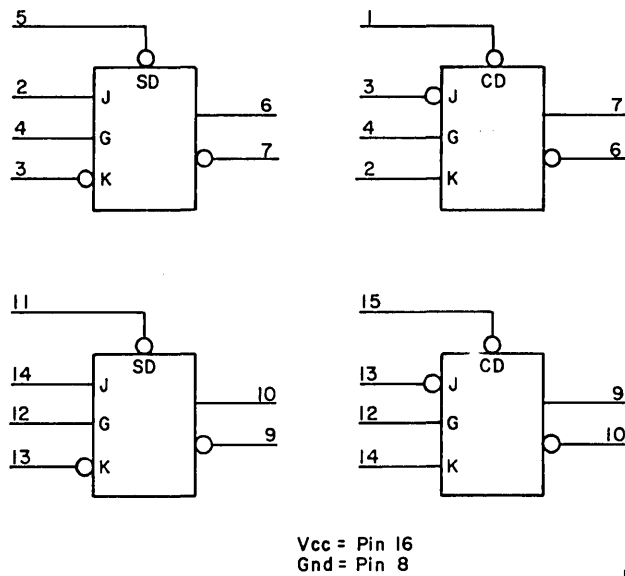 5
SD
2 J
6
4 G
7
3 K
1
CD
3 J
7
4 G
6
2 K
11
SD
14 J
10
12 G
9
13 K
15
CD
13 J
9
12 G
10
14 K
Vcc = Pin 16
Gnd = Pin 8